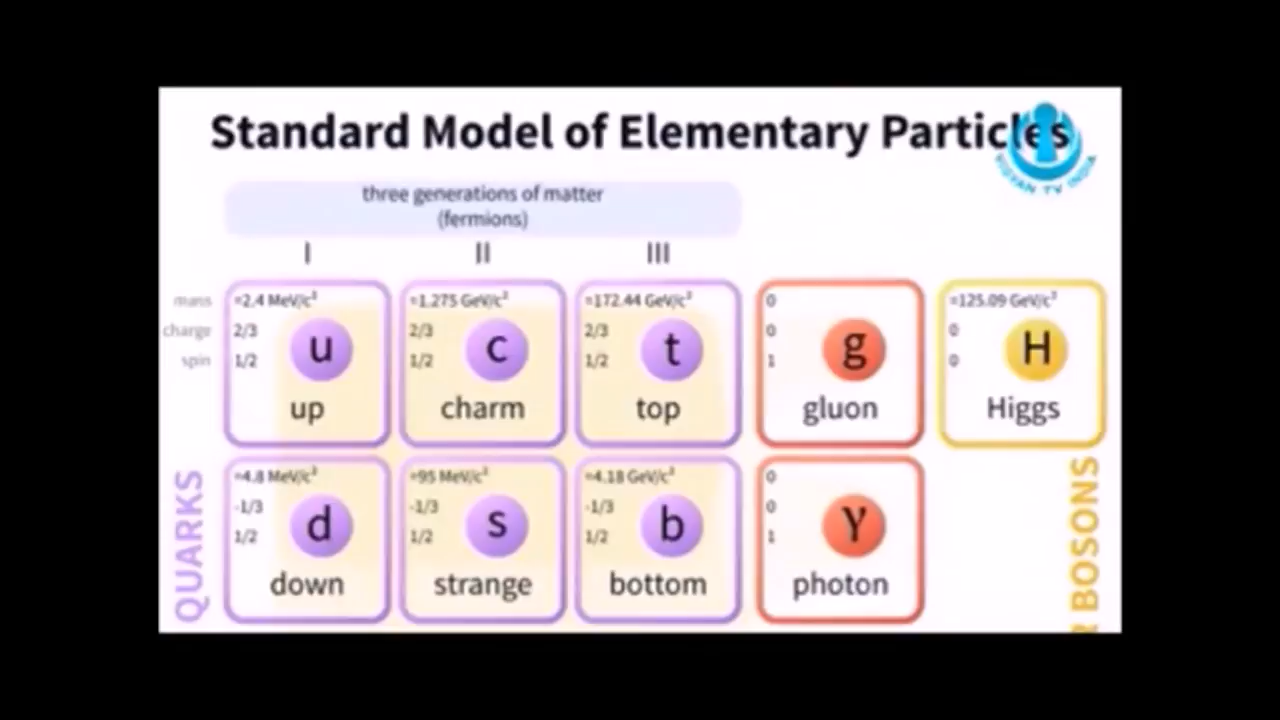 Standard Model of Elementary Particles
VIGYAN TV INDIA
three generations of matter
(fermions)
I II III
mass ≈2.4 MeV/c² ≈1.275 GeV/c² ≈172.44 GeV/c² 0 ≈125.09 GeV/c²
charge 2/3 2/3 2/3 0 0
spin 1/2 1/2 1/2 1 0
u c t g H
up charm top gluon Higgs
QUARKS
≈4.8 MeV/c² ≈95 MeV/c² ≈4.18 GeV/c² 0
-1/3 -1/3 -1/3 0
1/2 1/2 1/2 1
d s b γ
down strange bottom photon
BOSONS